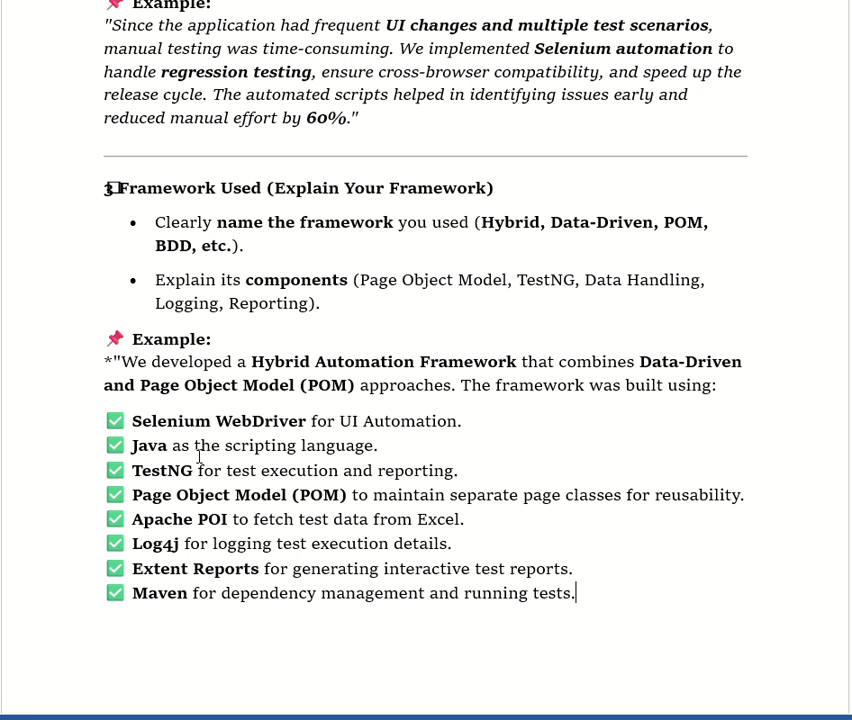 📌 Example:
"Since the application had frequent UI changes and multiple test scenarios,
manual testing was time-consuming. We implemented Selenium automation to
handle regression testing, ensure cross-browser compatibility, and speed up the
release cycle. The automated scripts helped in identifying issues early and
reduced manual effort by 60%."
3⃣Framework Used (Explain Your Framework)
• Clearly name the framework you used (Hybrid, Data-Driven, POM,
BDD, etc.).
• Explain its components (Page Object Model, TestNG, Data Handling,
Logging, Reporting).
📌 Example:
*"We developed a Hybrid Automation Framework that combines Data-Driven
and Page Object Model (POM) approaches. The framework was built using:
✅ Selenium WebDriver for UI Automation.
✅ Java as the scripting language.
✅ TestNG for test execution and reporting.
✅ Page Object Model (POM) to maintain separate page classes for reusability.
✅ Apache POI to fetch test data from Excel.
✅ Log4j for logging test execution details.
✅ Extent Reports for generating interactive test reports.
✅ Maven for dependency management and running tests.